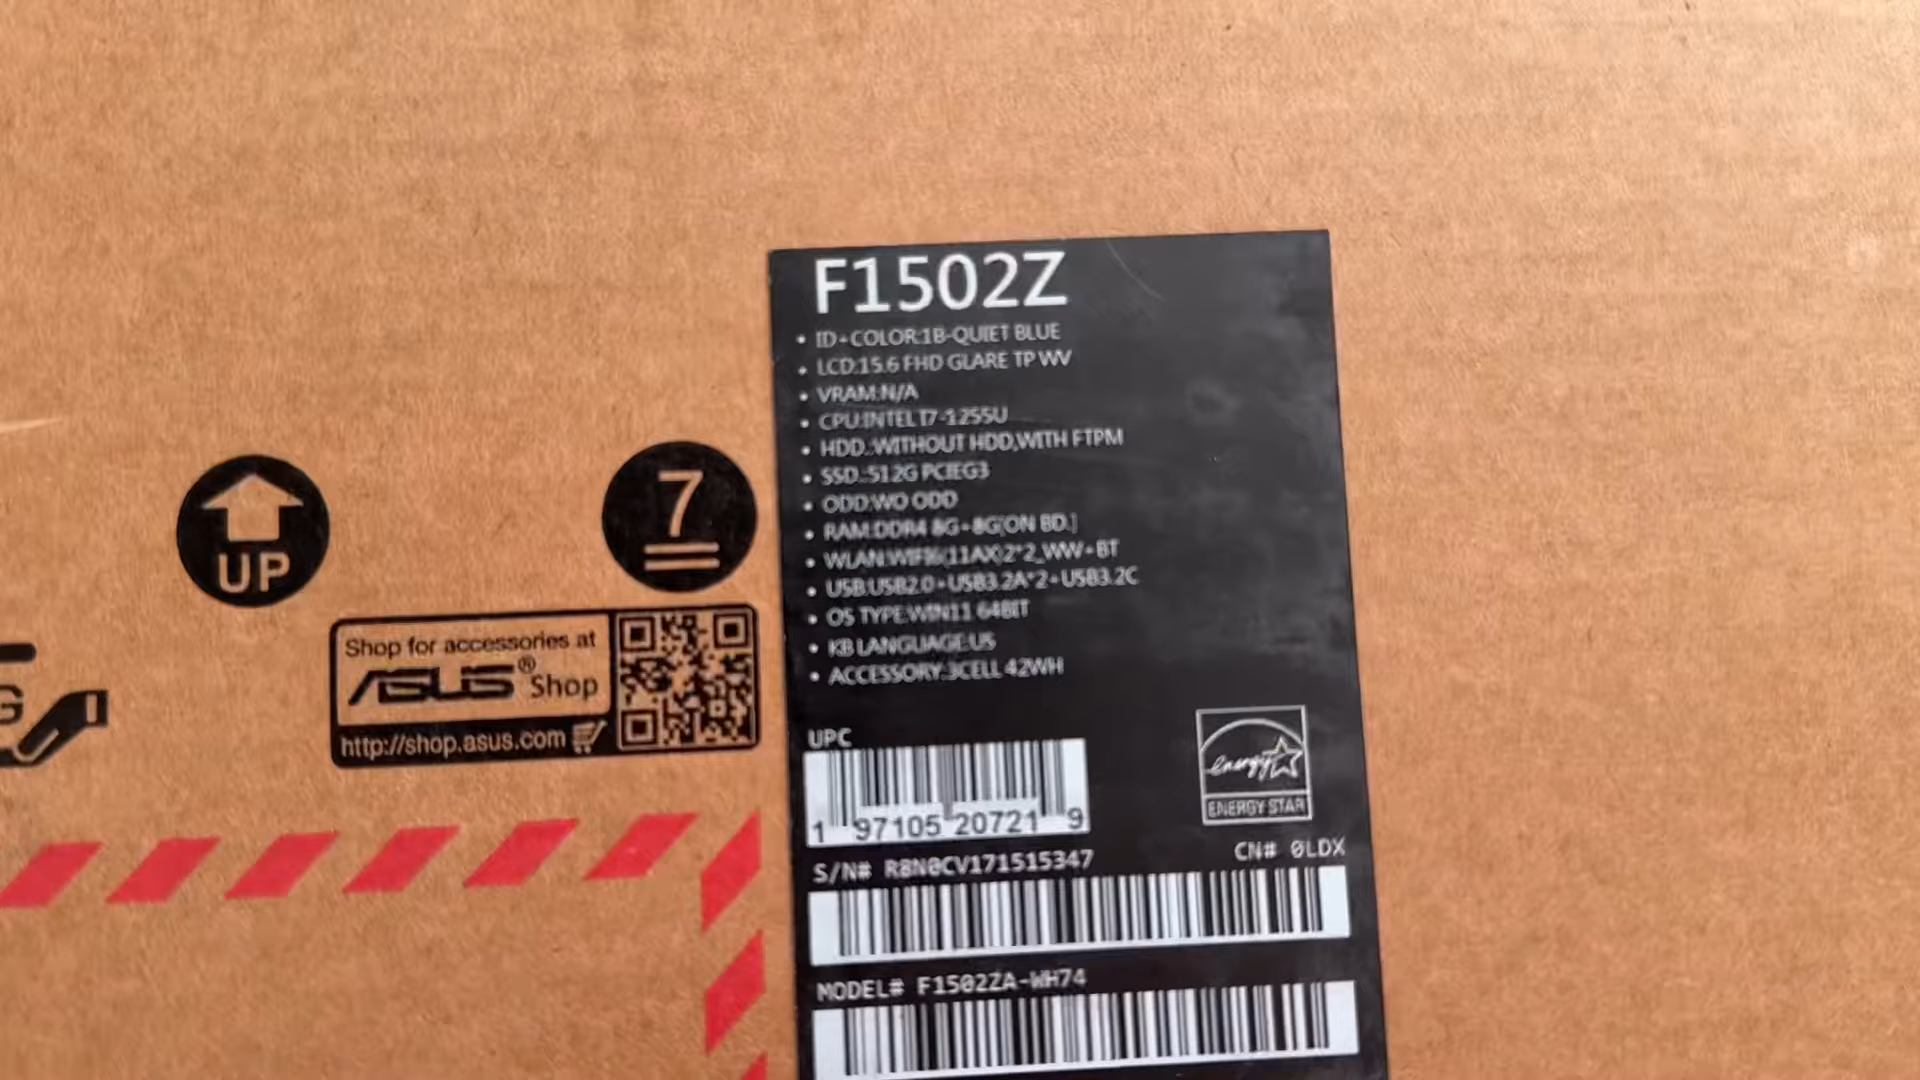 F1502Z
• ID+COLOR:1B-QUIET BLUE
• LCD:15.6 FHD GLARE TP WV
• VRAM:N/A
• CPU:INTEL I7-1255U
• HDD.:WITHOUT HDD,WITH FTPM
• SSD.:512G PCIEG3
• ODD:WO ODD
• RAM:DDR4 8G+8G[ON BD.]
• WLAN:WIFI6(11AX)2*2_WW+BT
• USB:USB2.0+USB3.2A*2+USB3.2C
• OS TYPE:WIN11 64BIT
• KB LANGUAGE:US
• ACCESSORY:3CELL 42WH
UP
7
Shop for accessories at
ASUS® Shop
http://shop.asus.com
G
UPC
1 97105 20721 9
energy
ENERGY STAR
S/N# R8N0CV171515347
CN# 0LDX
MODEL# F1502ZA-WH74